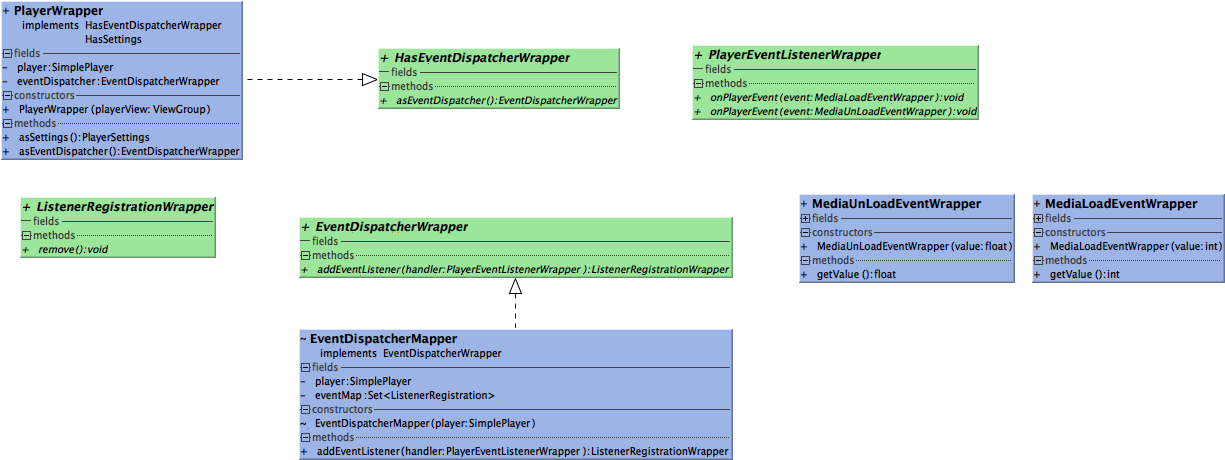 + PlayerWrapper
implements HasEventDispatcherWrapper
HasSettings
fields
- player:SimplePlayer
- eventDispatcher:EventDispatcherWrapper
constructors
+ PlayerWrapper (playerView: ViewGroup)
methods
+ asSettings():PlayerSettings
+ asEventDispatcher():EventDispatcherWrapper
+ HasEventDispatcherWrapper
fields
methods
+ asEventDispatcher():EventDispatcherWrapper
+ PlayerEventListenerWrapper
fields
methods
+ onPlayerEvent(event:MediaLoadEventWrapper):void
+ onPlayerEvent(event:MediaUnLoadEventWrapper):void
+ ListenerRegistrationWrapper
fields
methods
+ remove():void
+ EventDispatcherWrapper
fields
methods
+ addEventListener(handler:PlayerEventListenerWrapper ):ListenerRegistrationWrapper
+ MediaUnLoadEventWrapper
fields
constructors
+ MediaUnLoadEventWrapper (value:float)
methods
+ getValue ():float
+ MediaLoadEventWrapper
fields
constructors
+ MediaLoadEventWrapper (value:int)
methods
+ getValue ():int
~ EventDispatcherMapper
implements EventDispatcherWrapper
fields
- player:SimplePlayer
- eventMap:Set<ListenerRegistration>
constructors
~ EventDispatcherMapper(player:SimplePlayer)
methods
+ addEventListener(handler:PlayerEventListenerWrapper ):ListenerRegistrationWrapper